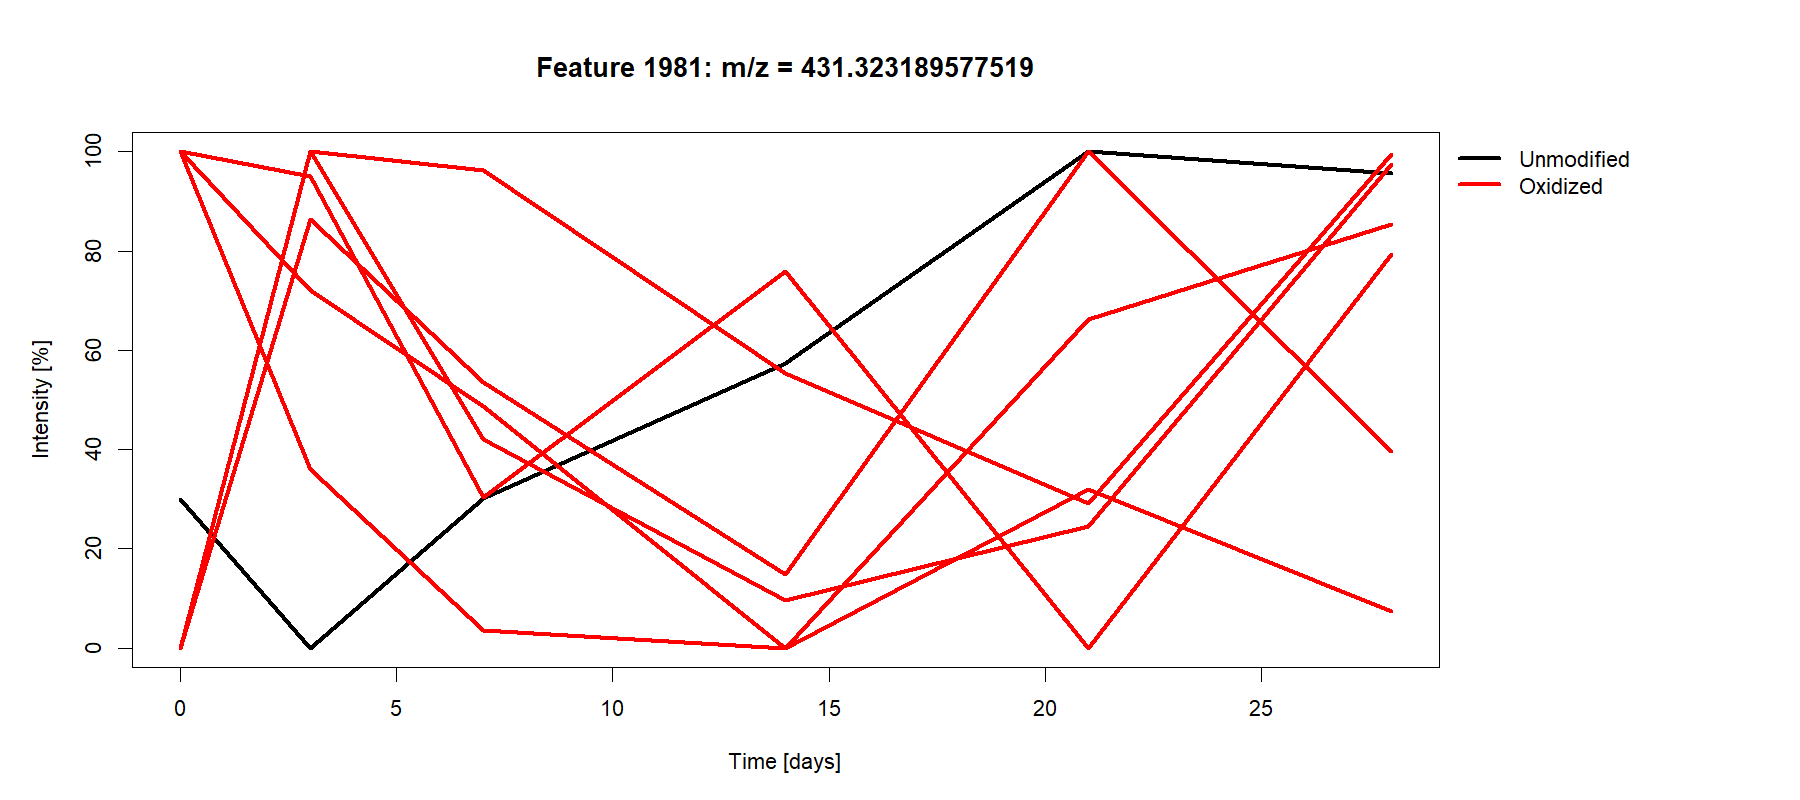 Feature 1981: m/z = 431.323189577519
Unmodified
Oxidized
Intensity [%]
100
80
60
40
20
0
0 5 10 15 20 25
Time [days]